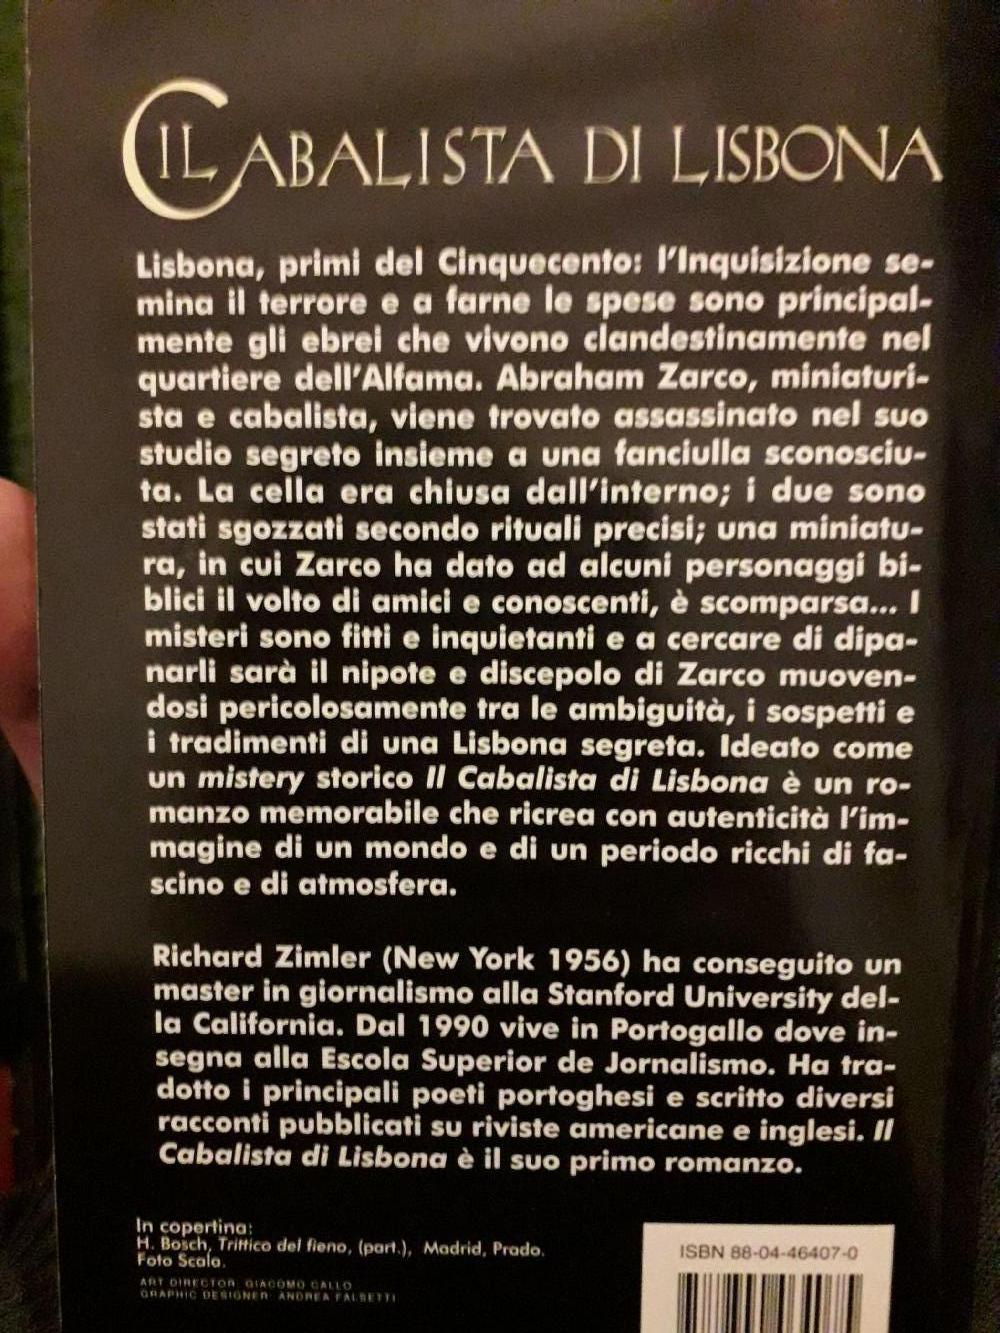 IL CABALISTA DI LISBONA
Lisbona, primi del Cinquecento: l'Inquisizione se-
mina il terrore e a farne le spese sono principal-
mente gli ebrei che vivono clandestinamente nel
quartiere dell'Alfama. Abraham Zarco, miniaturi-
sta e cabalista, viene trovato assassinato nel suo
studio segreto insieme a una fanciulla sconosciu-
ta. La cella era chiusa dall'interno; i due sono
stati sgozzati secondo rituali precisi; una miniatu-
ra, in cui Zarco ha dato ad alcuni personaggi bi-
blici il volto di amici e conoscenti, è scomparsa... I
misteri sono fitti e inquietanti e a cercare di dipa-
narli sarà il nipote e discepolo di Zarco muoven-
dosi pericolosamente tra le ambiguità, i sospetti e
i tradimenti di una Lisbona segreta. Ideato come
un mistery storico Il Cabalista di Lisbona è un ro-
manzo memorabile che ricrea con autenticità l'im-
magine di un mondo e di un periodo ricchi di fa-
scino e di atmosfera.
Richard Zimler (New York 1956) ha conseguito un
master in giornalismo alla Stanford University del-
la California. Dal 1990 vive in Portogallo dove in-
segna alla Escola Superior de Jornalismo. Ha tra-
dotto i principali poeti portoghesi e scritto diversi
racconti pubblicati su riviste americane e inglesi. Il
Cabalista di Lisbona è il suo primo romanzo.
In copertina:
H. Bosch, Trittico del fieno, (part.), Madrid, Prado.
Foto Scala.
ART DIRECTOR: GIACOMO CALLO
GRAPHIC DESIGNER: ANDREA FALSETTI
ISBN 88-04-46407-0